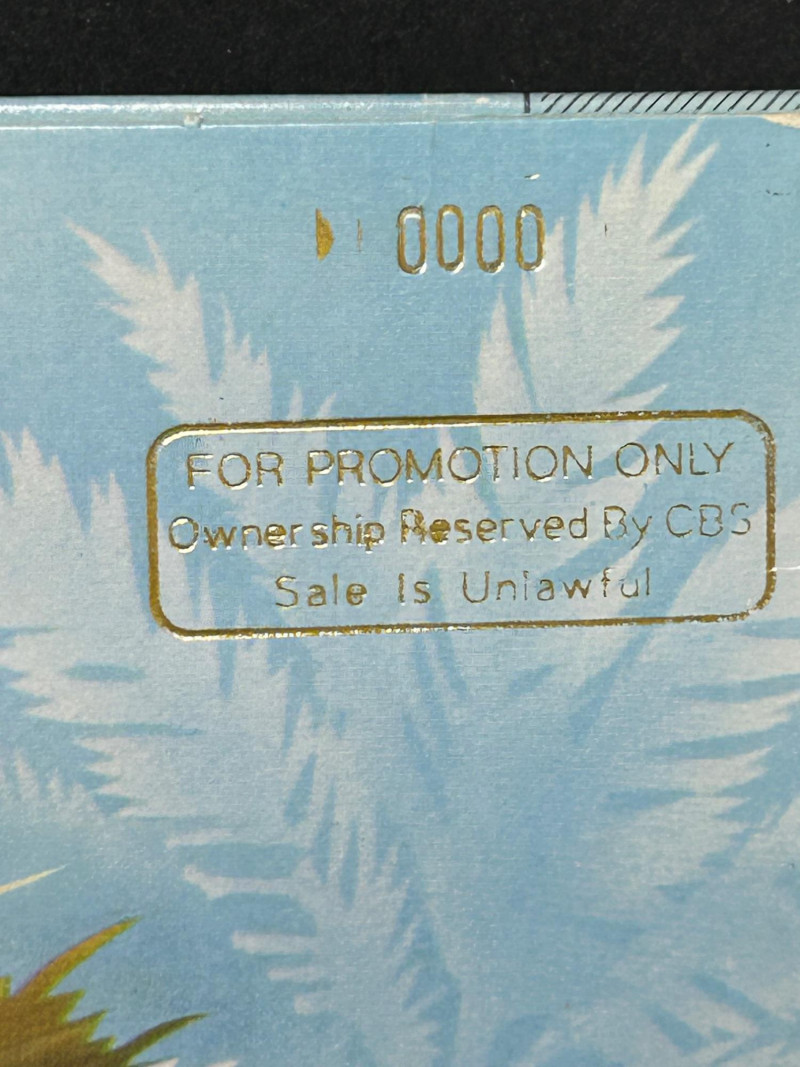 0000
FOR PROMOTION ONLY
Ownership Reserved By CBS
Sale Is Unlawful